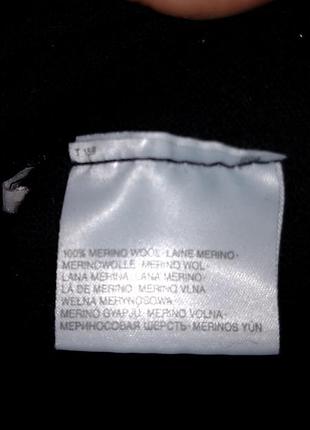 100% MERINO WOOL · LAINE MERINO ·
MERINOWOLLE · MERINO WOL ·
LANA MERINA · LANA MERINO ·
LÃ DE MERINO · MERINO VLNA
WEŁNA MERYNOSOWA ·
MERINO GYAPJÚ · MERINO VOLNA ·
МЕРИНОСОВАЯ ШЕРСТЬ · MERINOS YÜN